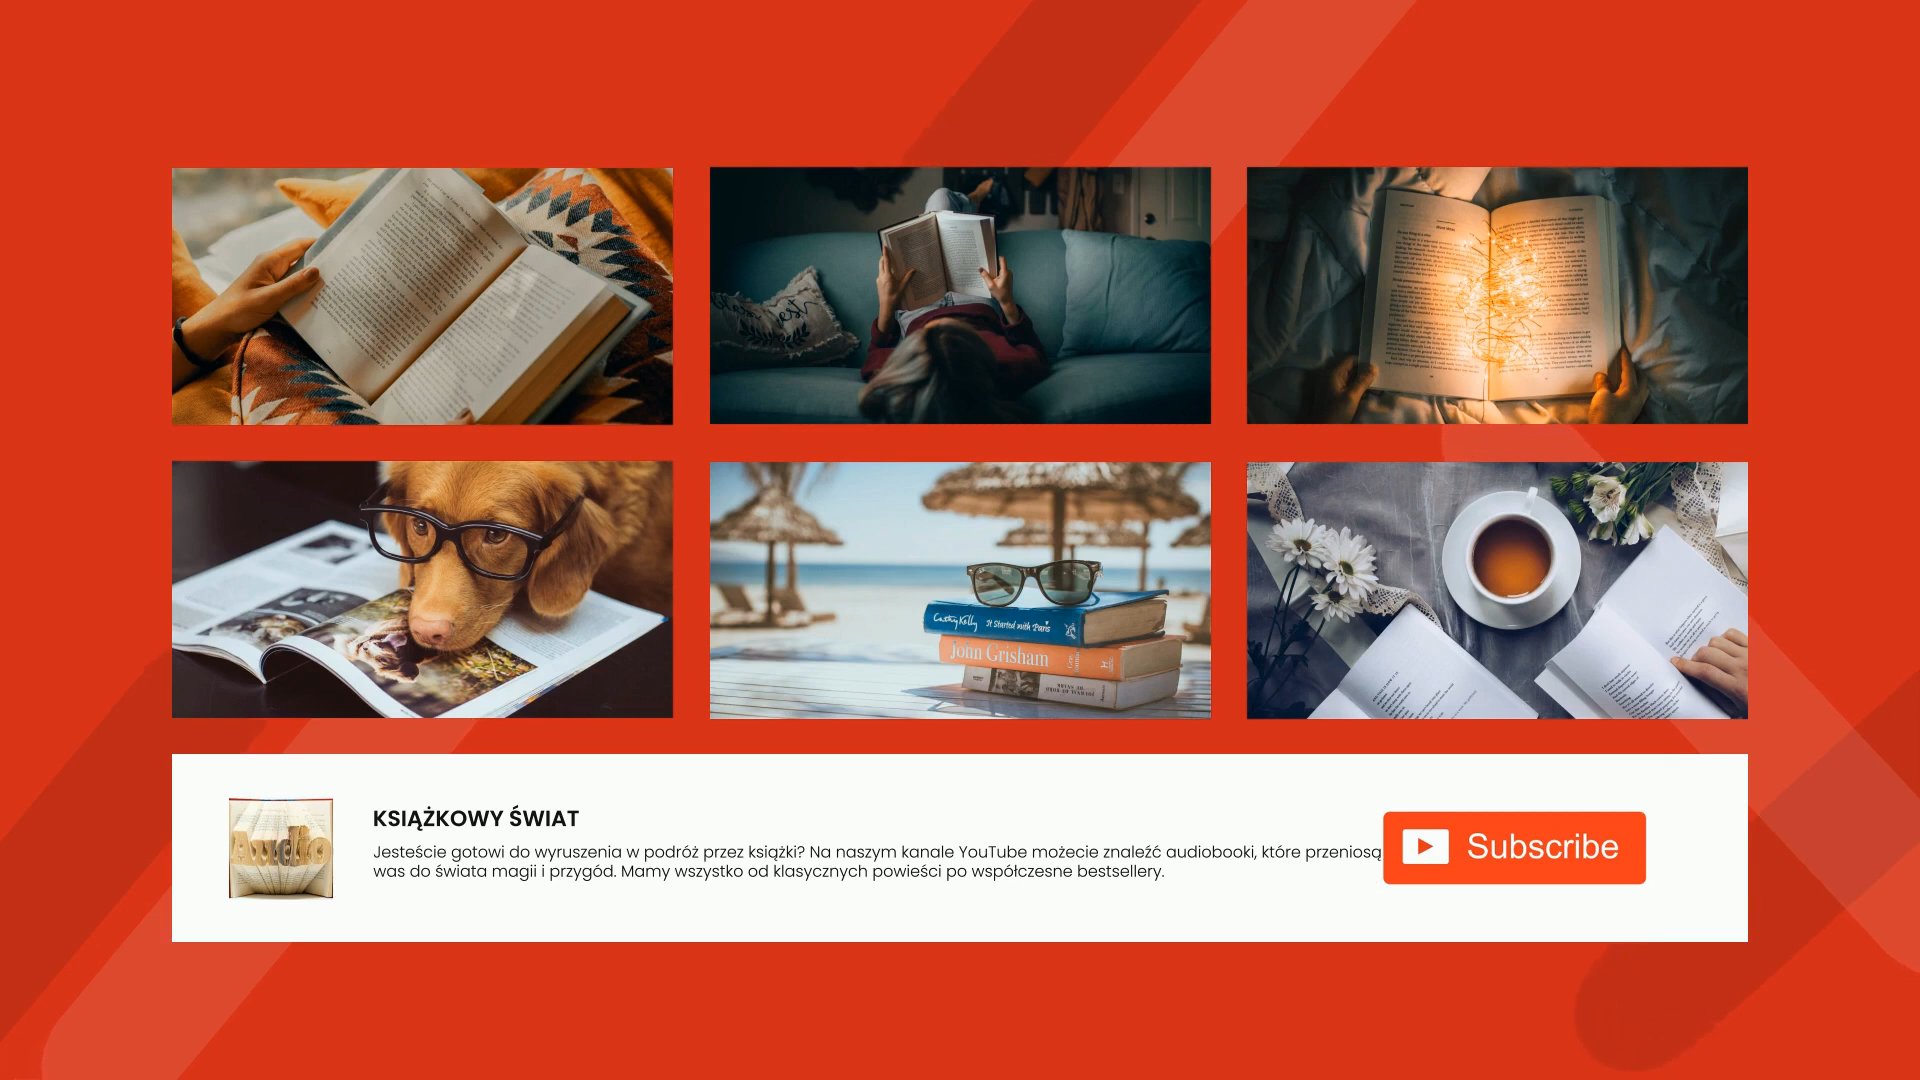 Casting Kelly
It Started with Paris
John Grisham
KSIĄŻKOWY ŚWIAT
Audio
Jesteście gotowi do wyruszenia w podróż przez książki? Na naszym kanale YouTube możecie znaleźć audiobooki, które przeniosą
was do świata magii i przygód. Mamy wszystko od klasycznych powieści po współczesne bestsellery.
Subscribe